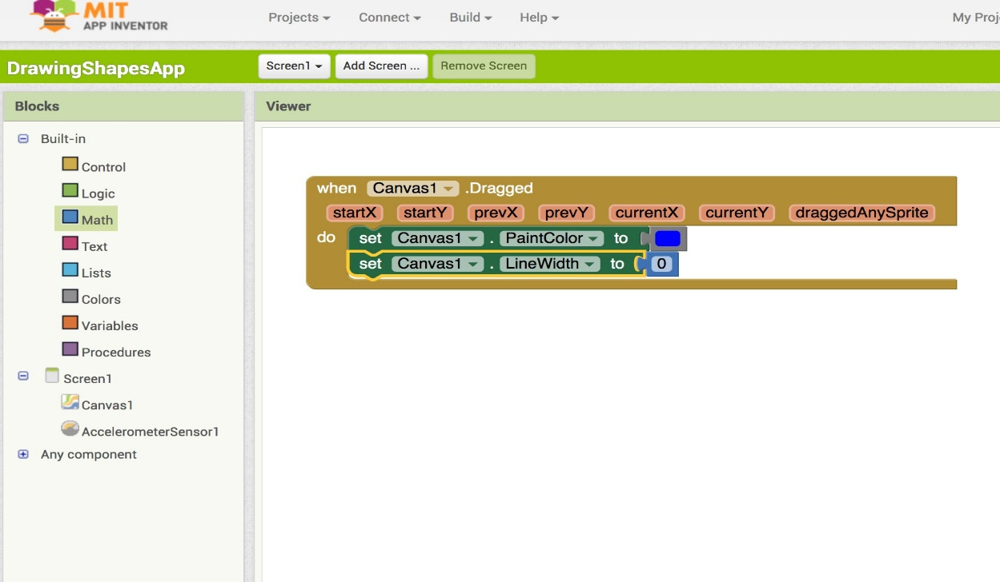 MIT
APP INVENTOR
Projects Connect Build Help My Proj
DrawingShapesApp Screen1 Add Screen ... Remove Screen
Blocks
Viewer
Built-in
Control
Logic
Math
Text
Lists
Colors
Variables
Procedures
Screen1
Canvas1
AccelerometerSensor1
Any component
when Canvas1 .Dragged
startX startY prevX prevY currentX currentY draggedAnySprite
do set Canvas1 . PaintColor to
set Canvas1 . LineWidth to 0